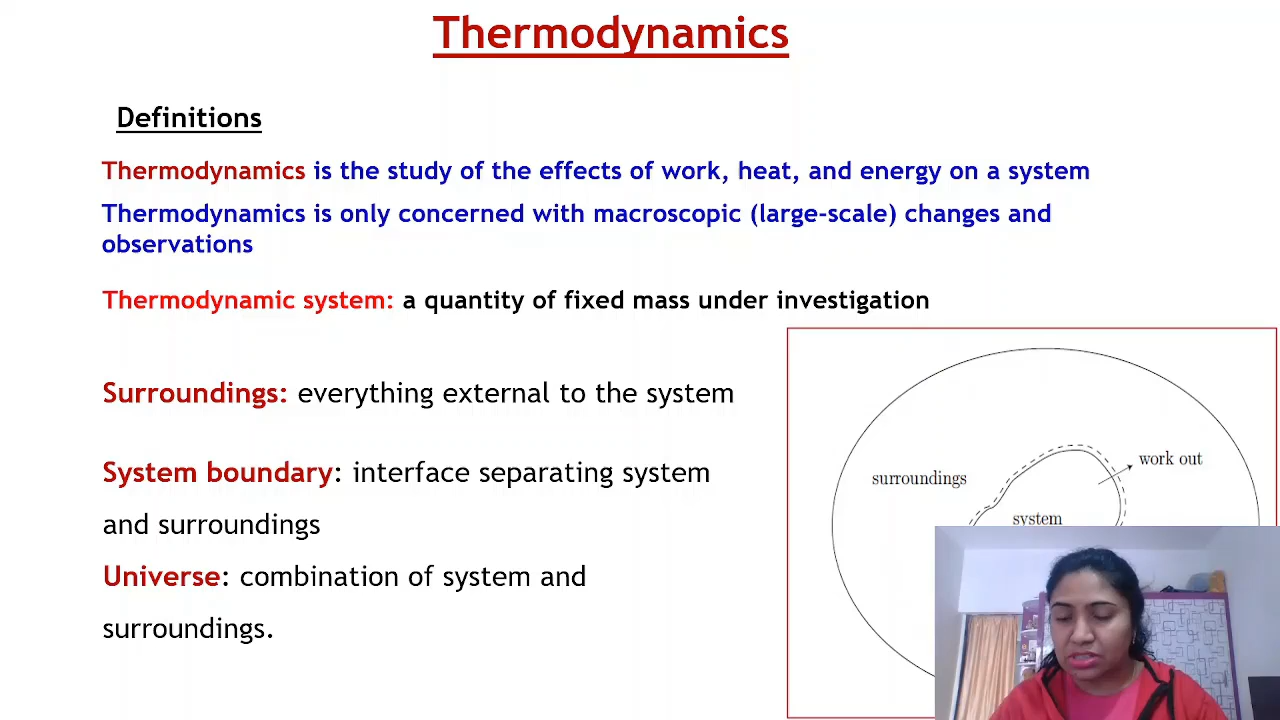 Thermodynamics
Definitions
Thermodynamics is the study of the effects of work, heat, and energy on a system
Thermodynamics is only concerned with macroscopic (large-scale) changes and
observations
Thermodynamic system: a quantity of fixed mass under investigation
Surroundings: everything external to the system
System boundary: interface separating system
and surroundings
Universe: combination of system and
surroundings.
work out
surroundings
system